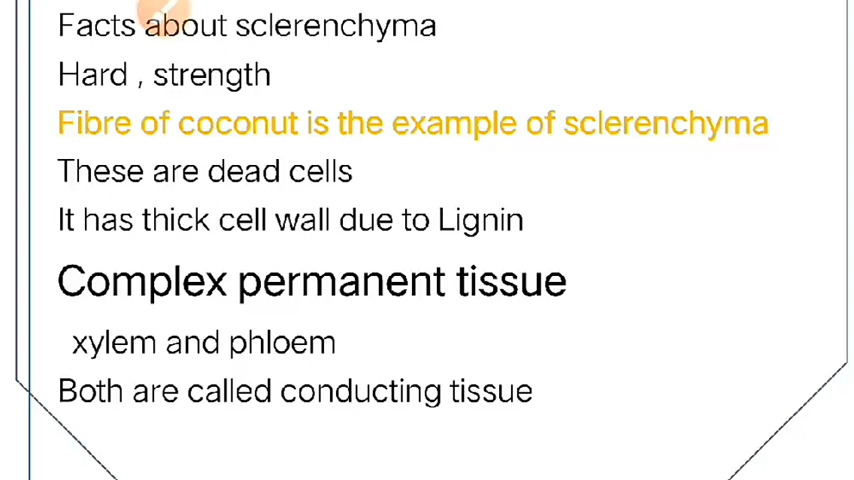 Facts about sclerenchyma
Hard , strength
Fibre of coconut is the example of sclerenchyma
These are dead cells
It has thick cell wall due to Lignin
Complex permanent tissue
xylem and phloem
Both are called conducting tissue